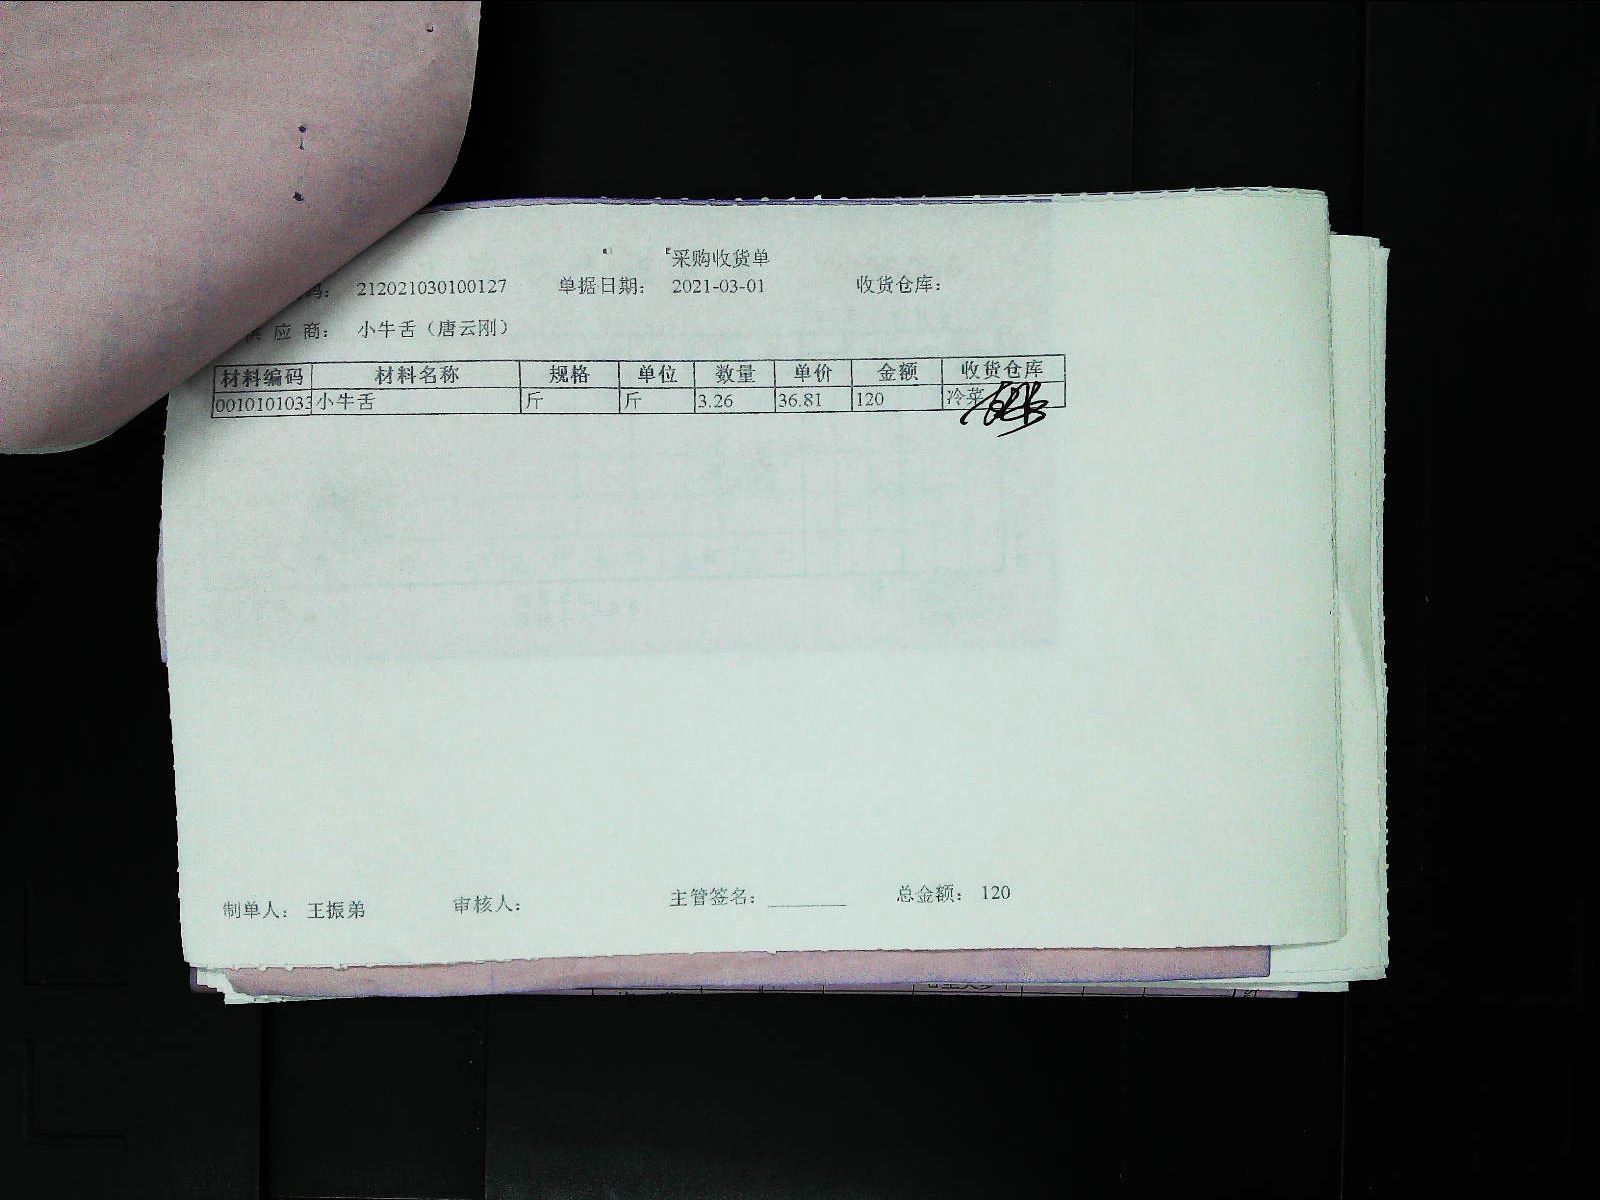 采购收货单
码： 212021030100127 单据日期： 2021-03-01 收货仓库：
供 应 商： 小牛舌（唐云刚）
材料编码 材料名称 规格 单位 数量 单价 金额 收货仓库
0010101033 小牛舌 斤 斤 3.26 36.81 120 冷菜
制单人： 王振弟 审核人： 主管签名：________ 总金额： 120